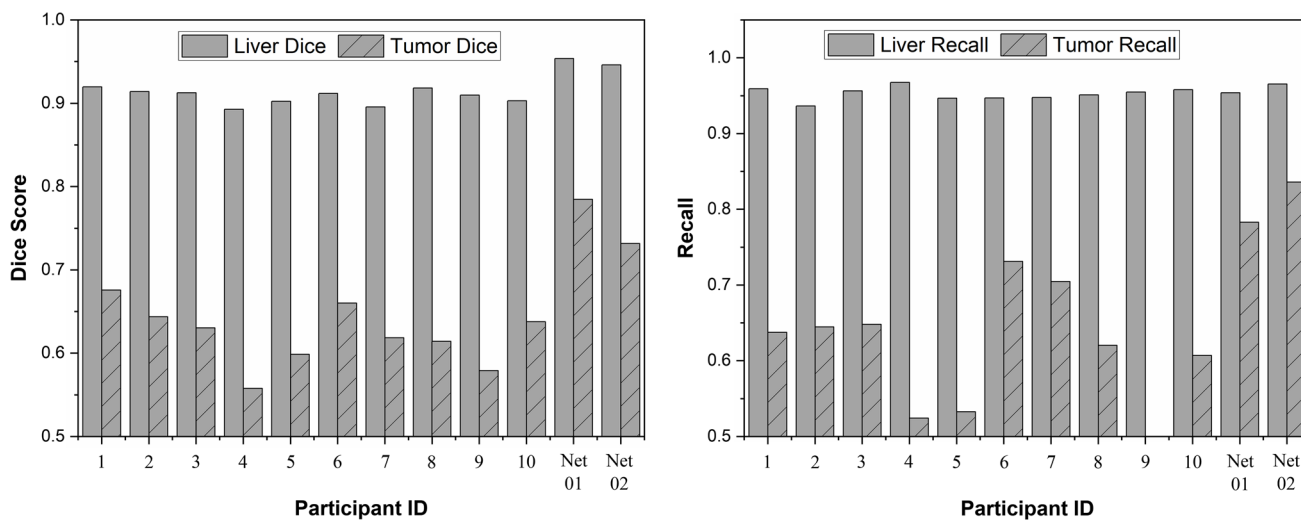 Liver Dice Tumor Dice
Dice Score
1.0
0.9
0.8
0.7
0.6
0.5
1 2 3 4 5 6 7 8 9 10 Net 01 Net 02
Participant ID
Liver Recall Tumor Recall
Recall
1.0
0.9
0.8
0.7
0.6
0.5
1 2 3 4 5 6 7 8 9 10 Net 01 Net 02
Participant ID